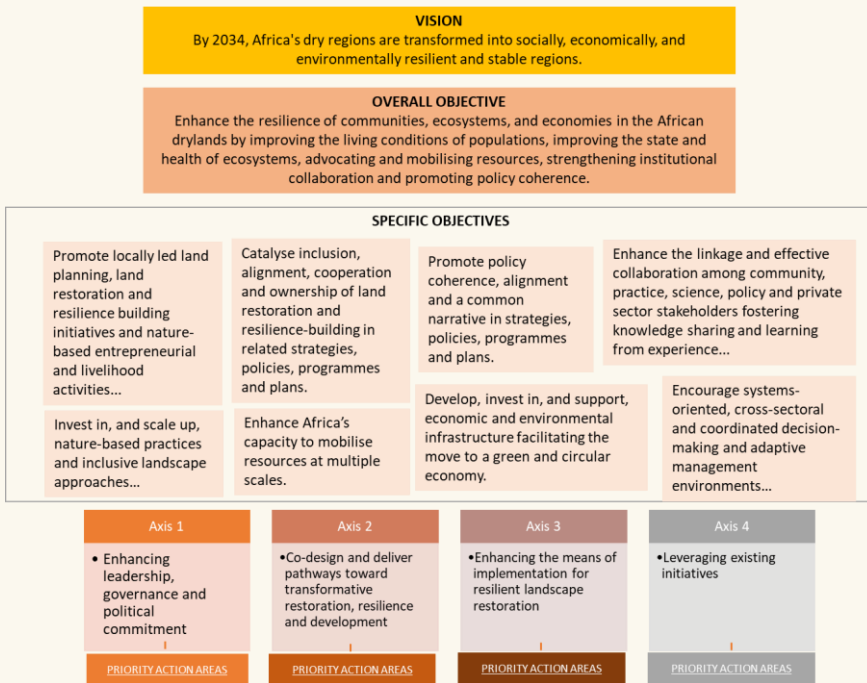 VISION
By 2034, Africa's dry regions are transformed into socially, economically, and
environmentally resilient and stable regions.
OVERALL OBJECTIVE
Enhance the resilience of communities, ecosystems, and economies in the African
drylands by improving the living conditions of populations, improving the state and
health of ecosystems, advocating and mobilising resources, strengthening institutional
collaboration and promoting policy coherence.
SPECIFIC OBJECTIVES
Promote locally led land
planning, land
restoration and
resilience building
initiatives and nature-
based entrepreneurial
and livelihood
activities...
Catalyse inclusion,
alignment, cooperation
and ownership of land
restoration and
resilience-building in
related strategies,
policies, programmes
and plans.
Promote policy
coherence, alignment
and a common
narrative in strategies,
policies, programmes
and plans.
Enhance the linkage and effective
collaboration among community,
practice, science, policy and private
sector stakeholders fostering
knowledge sharing and learning
from experience...
Invest in, and scale up,
nature-based practices
and inclusive landscape
approaches...
Enhance Africa's
capacity to mobilise
resources at multiple
scales.
Develop, invest in, and support,
economic and environmental
infrastructure facilitating the
move to a green and circular
economy.
Encourage systems-
oriented, cross-sectoral
and coordinated decision-
making and adaptive
management
environments...
Axis 1
• Enhancing
leadership,
governance and
political
commitment
PRIORITY ACTION AREAS
Axis 2
•Co-design and deliver
pathways toward
transformative
restoration, resilience
and development
PRIORITY ACTION AREAS
Axis 3
•Enhancing the means of
implementation for
resilient landscape
restoration
PRIORITY ACTION AREAS
Axis 4
•Leveraging existing
initiatives
PRIORITY ACTION AREAS